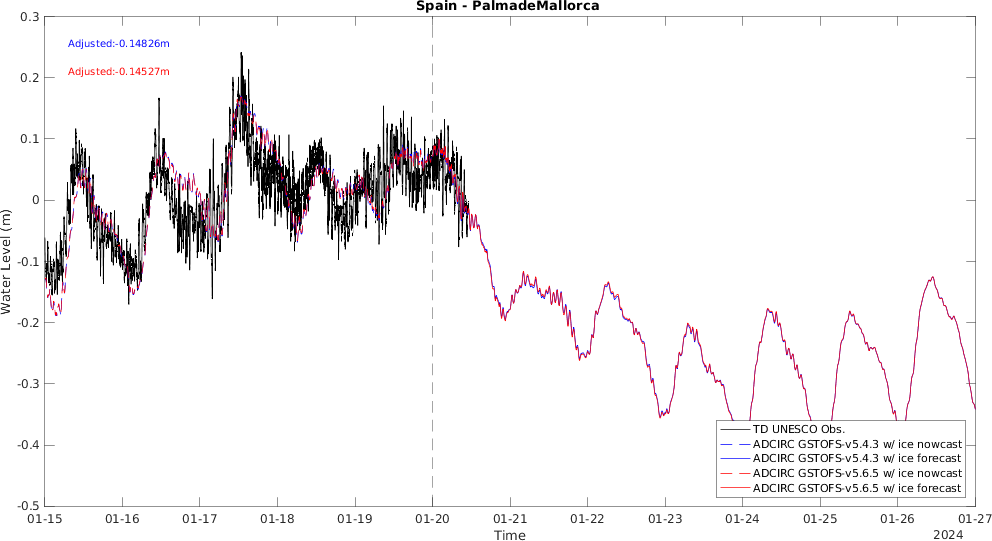 Spain - PalmadeMallorca
0.3
0.2
0.1
0
-0.1
-0.2
-0.3
-0.4
-0.5
Water Level (m)
Adjusted:-0.14826m
Adjusted:-0.14527m
TD UNESCO Obs.
ADCIRC GSTOFS-v5.4.3 w/ ice nowcast
ADCIRC GSTOFS-v5.4.3 w/ ice forecast
ADCIRC GSTOFS-v5.6.5 w/ ice nowcast
ADCIRC GSTOFS-v5.6.5 w/ ice forecast
01-15 01-16 01-17 01-18 01-19 01-20 01-21 01-22 01-23 01-24 01-25 01-26 01-27
Time
2024